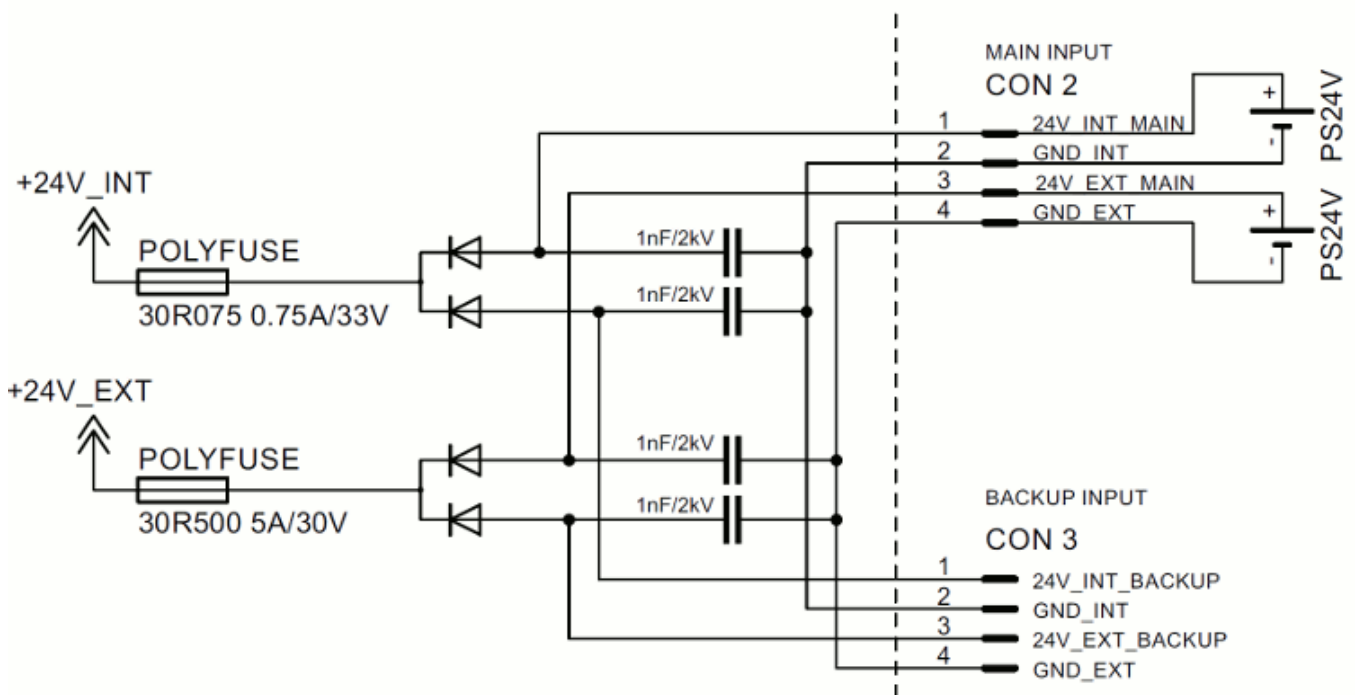 MAIN INPUT
CON 2
1 24V_INT_MAIN
2 GND_INT
3 24V_EXT_MAIN
4 GND_EXT
+
-
PS24V
+
-
PS24V
+24V_INT
POLYFUSE
30R075 0.75A/33V
1nF/2kV
1nF/2kV
+24V_EXT
POLYFUSE
30R500 5A/30V
1nF/2kV
1nF/2kV
BACKUP INPUT
CON 3
1 24V_INT_BACKUP
2 GND_INT
3 24V_EXT_BACKUP
4 GND_EXT